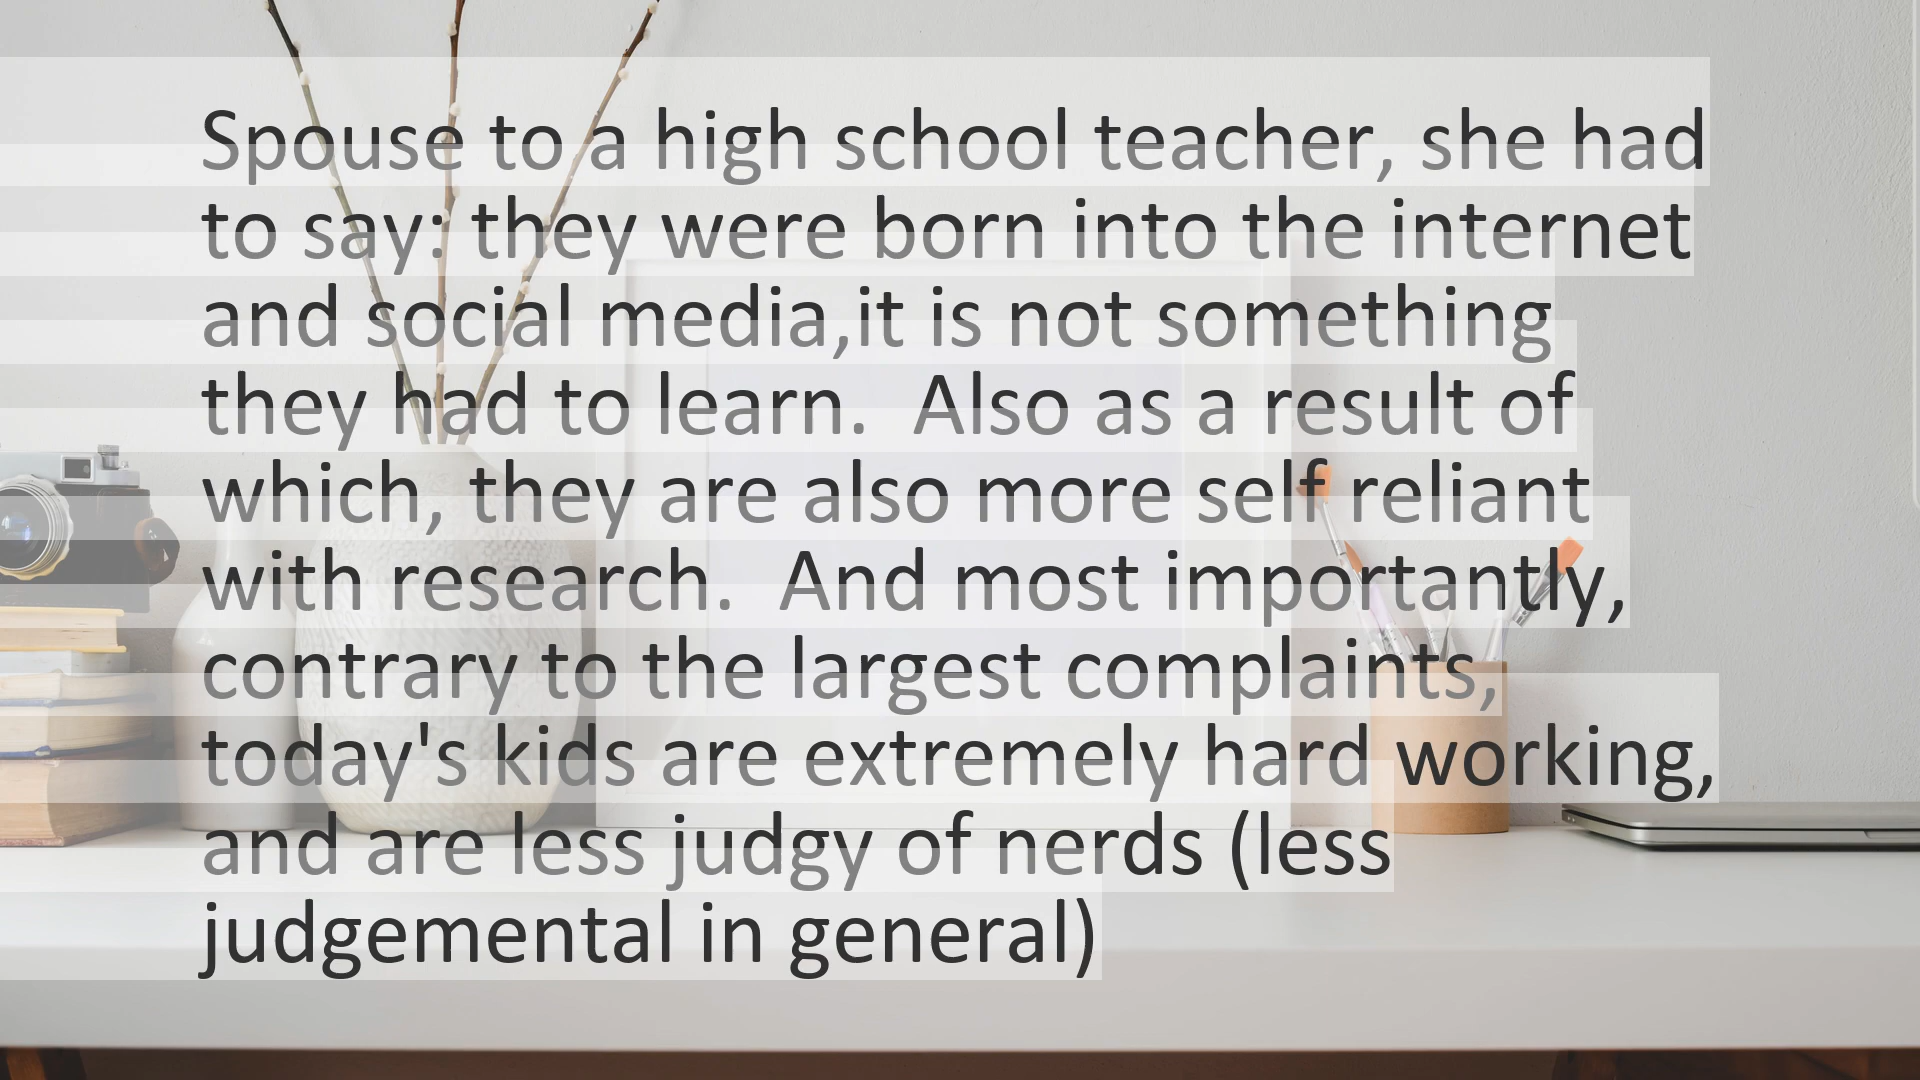 Spouse to a high school teacher, she had
to say: they were born into the internet
and social media,it is not something
they had to learn.  Also as a result of
which, they are also more self reliant
with research.  And most importantly,
contrary to the largest complaints,
today's kids are extremely hard working,
and are less judgy of nerds (less
judgemental in general)